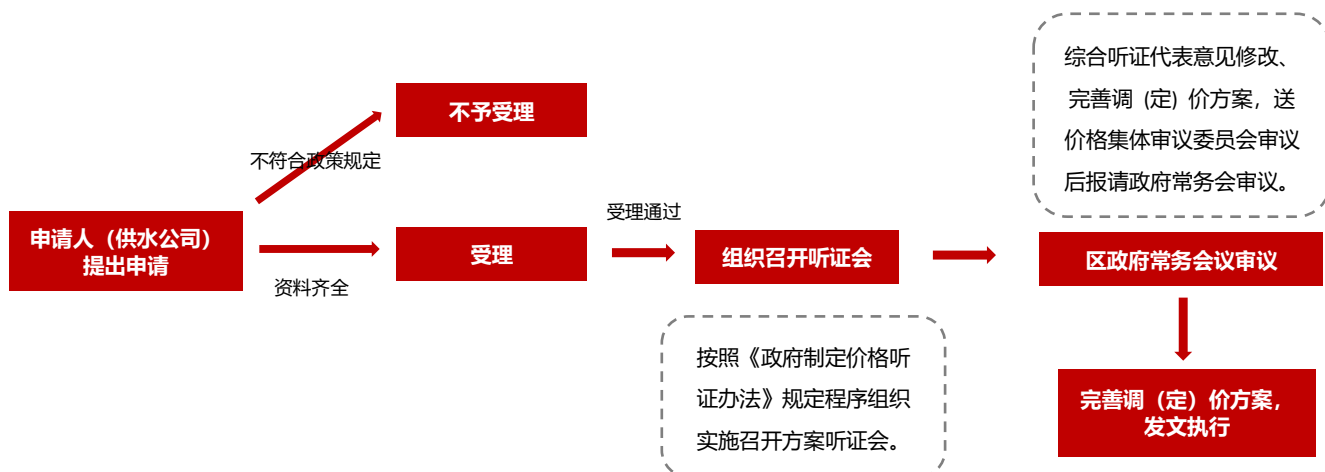 综合听证代表意见修改、
完善调 (定) 价方案，送
价格集体审议委员会审议
后报请政府常务会审议。
不予受理
不符合政策规定
申请人（供水公司）
提出申请
资料齐全
受理
受理通过
组织召开听证会
区政府常务会议审议
按照《政府制定价格听
证办法》规定程序组织
实施召开方案听证会。
完善调（定）价方案，
发文执行